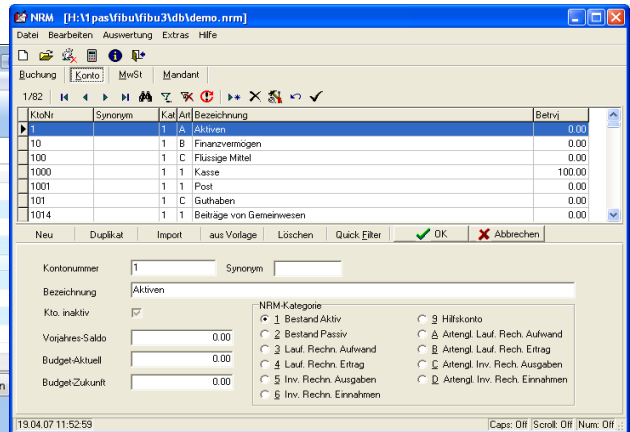 NRM [H:\1pas\fibu\fibu3\db\demo.nrm]
Datei Bearbeiten Auswertung Extras Hilfe
Buchung Konto MwSt Mandant
1/82
KtoNr Synonym Kat Art Bezeichnung Betrvj
1 1 A Aktiven 0.00
10 1 B Finanzvermögen 0.00
100 1 C Flüssige Mittel 0.00
1000 1 1 Kasse 100.00
1001 1 1 Post 0.00
101 1 C Guthaben 0.00
1014 1 1 Beiträge von Gemeinwesen 0.00
Neu Duplikat Import aus Vorlage Löschen Quick Filter OK Abbrechen
Kontonummer 1 Synonym
Bezeichnung Aktiven
Kto. inaktiv
Vorjahres-Saldo 0.00
Budget-Aktuell 0.00
Budget-Zukunft 0.00
NRM-Kategorie
1 Bestand Aktiv
2 Bestand Passiv
3 Lauf. Rechn. Aufwand
4 Lauf. Rechn. Ertrag
5 Inv. Rechn. Ausgaben
6 Inv. Rechn. Einnahmen
9 Hilfskonto
A Artengl. Lauf. Rech. Aufwand
B Artengl. Lauf. Rech. Ertrag
C Artengl. Inv. Rech. Ausgaben
D Artengl. Inv. Rech. Einnahmen
19.04.07 11:52:59 Caps: Off Scroll: Off Num: Off